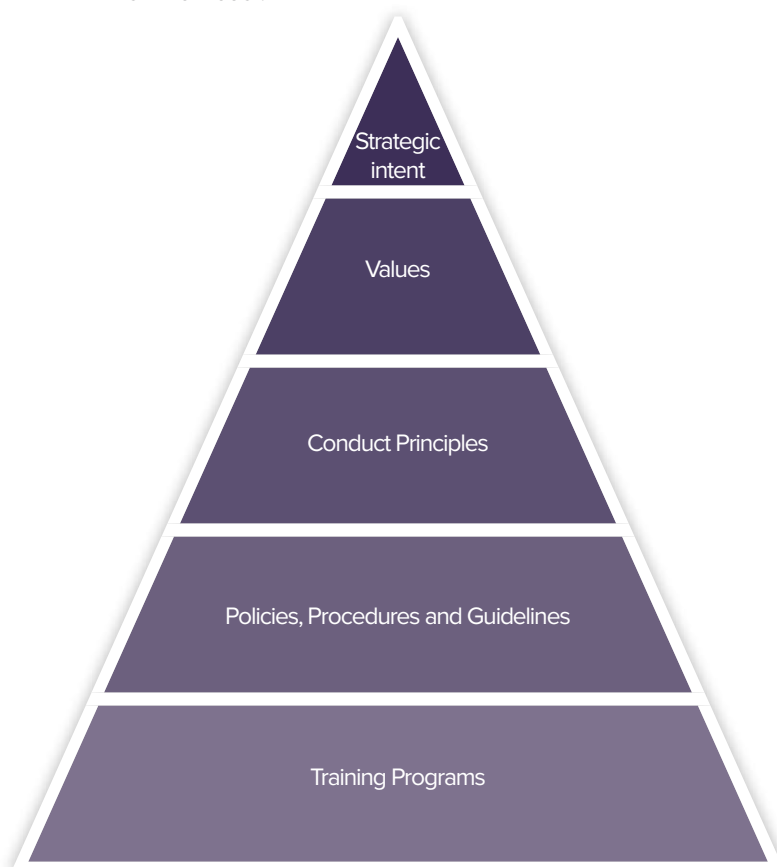 Strategic
intent
Values
Conduct Principles
Policies, Procedures and Guidelines
Training Programs